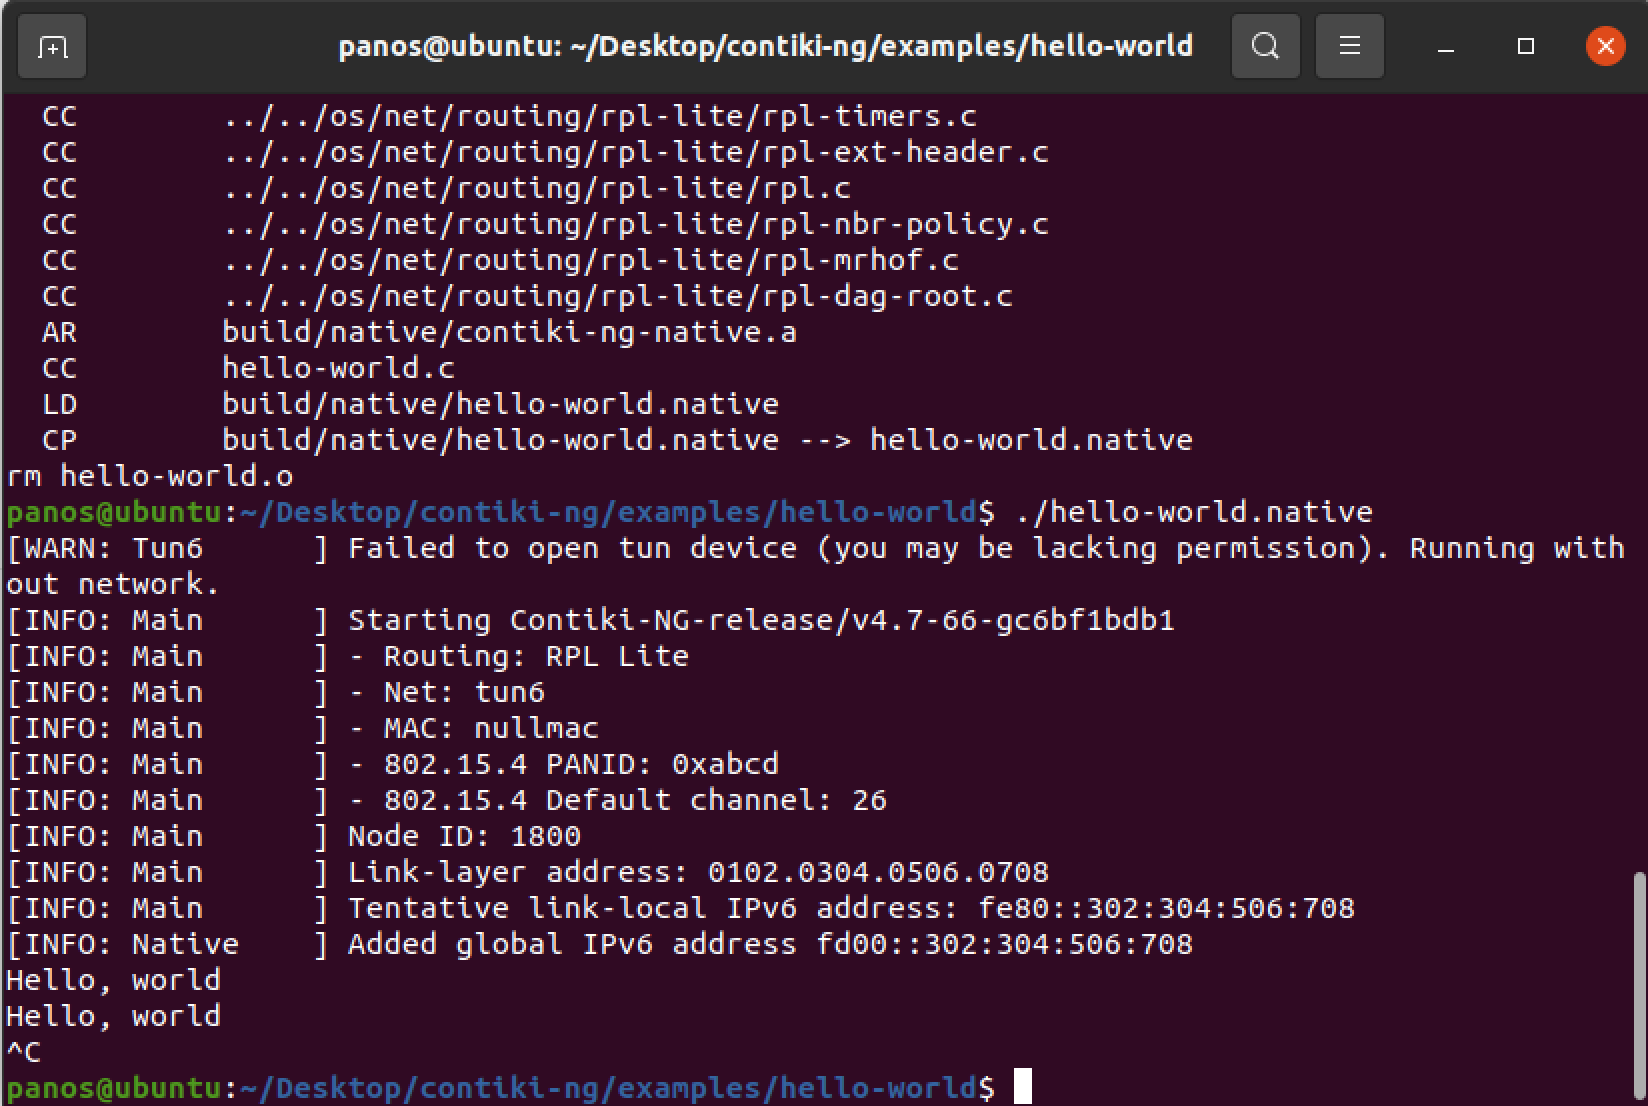 panos@ubuntu: ~/Desktop/contiki-ng/examples/hello-world
  CC        ../../os/net/routing/rpl-lite/rpl-timers.c
  CC        ../../os/net/routing/rpl-lite/rpl-ext-header.c
  CC        ../../os/net/routing/rpl-lite/rpl.c
  CC        ../../os/net/routing/rpl-lite/rpl-nbr-policy.c
  CC        ../../os/net/routing/rpl-lite/rpl-mrhof.c
  CC        ../../os/net/routing/rpl-lite/rpl-dag-root.c
  AR        build/native/contiki-ng-native.a
  CC        hello-world.c
  LD        build/native/hello-world.native
  CP        build/native/hello-world.native --> hello-world.native
rm hello-world.o
panos@ubuntu:~/Desktop/contiki-ng/examples/hello-world$ ./hello-world.native
[WARN: Tun6      ] Failed to open tun device (you may be lacking permission). Running with
out network.
[INFO: Main      ] Starting Contiki-NG-release/v4.7-66-gc6bf1bdb1
[INFO: Main      ] - Routing: RPL Lite
[INFO: Main      ] - Net: tun6
[INFO: Main      ] - MAC: nullmac
[INFO: Main      ] - 802.15.4 PANID: 0xabcd
[INFO: Main      ] - 802.15.4 Default channel: 26
[INFO: Main      ] Node ID: 1800
[INFO: Main      ] Link-layer address: 0102.0304.0506.0708
[INFO: Main      ] Tentative link-local IPv6 address: fe80::302:304:506:708
[INFO: Native    ] Added global IPv6 address fd00::302:304:506:708
Hello, world
Hello, world
^C
panos@ubuntu:~/Desktop/contiki-ng/examples/hello-world$